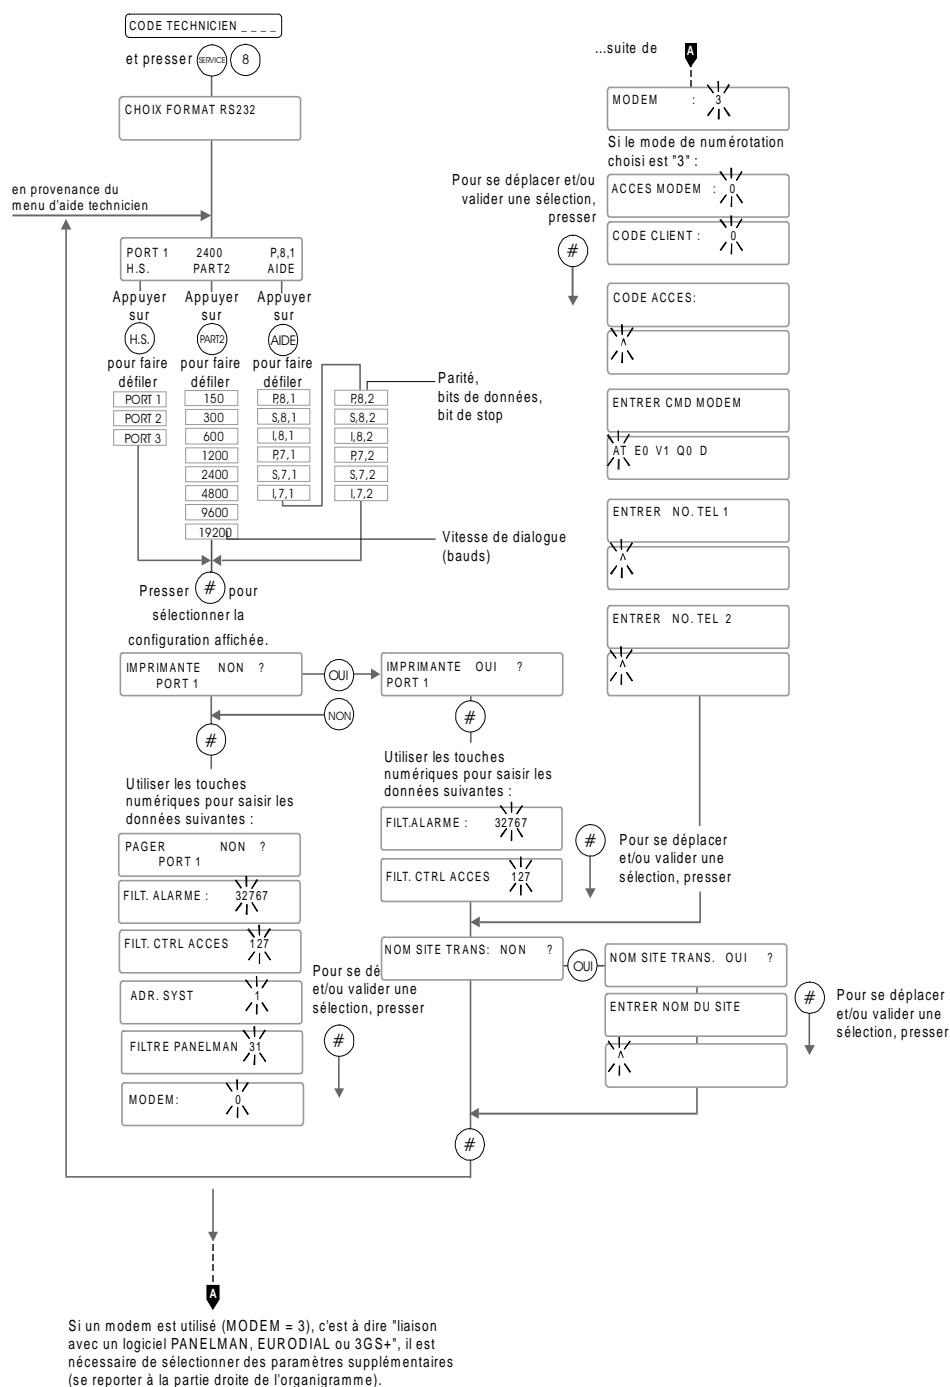 CODE TECHNICIEN _ _ _ _
et presser SERVICE 8
CHOIX FORMAT RS232
en provenance du
menu d'aide technicien
PORT 1 2400 P,8,1
H.S. PART2 AIDE
Appuyer Appuyer Appuyer
sur sur sur
H.S. PART2 AIDE
pour faire pour faire pour faire
défiler défiler défiler
PORT 1 150 P,8,1 P,8,2
PORT 2 300 S,8,1 S,8,2
PORT 3 600 I,8,1 I,8,2
1200 P,7,1 P,7,2
2400 S,7,1 S,7,2
4800 I,7,1 I,7,2
9600
19200
Parité,
bits de données,
bit de stop
Vitesse de dialogue
(bauds)
Presser # pour
sélectionner la
configuration affichée.
IMPRIMANTE NON ?
PORT 1
OUI
NON
#
Utiliser les touches
numériques pour saisir les
données suivantes :
PAGER NON ?
PORT 1
FILT. ALARME : 32767
FILT. CTRL ACCES 127
ADR. SYST 1
FILTRE PANELMAN 31
MODEM: 0
Pour se dé
et/ou valider une
sélection, presser
#
IMPRIMANTE OUI ?
PORT 1
#
Utiliser les touches
numériques pour saisir les
données suivantes :
FILT.ALARME : 32767
FILT. CTRL ACCES 127
#
Pour se déplacer
et/ou valider une
sélection, presser
NOM SITE TRANS: NON ?
OUI
NOM SITE TRANS. OUI ?
ENTRER NOM DU SITE
^
#
Pour se déplacer
et/ou valider une
sélection, presser
#
...suite de A
MODEM : 3
Si le mode de numérotation
choisi est "3" :
Pour se déplacer et/ou
valider une sélection,
presser
#
ACCES MODEM : 0
CODE CLIENT : 0
CODE ACCES:
^
ENTRER CMD MODEM
AT E0 V1 Q0 D
ENTRER NO. TEL 1
^
ENTRER NO. TEL 2
^
A
Si un modem est utilisé (MODEM = 3), c'est à dire "liaison
avec un logiciel PANELMAN, EURODIAL ou 3GS+", il est
nécessaire de sélectionner des paramètres supplémentaires
(se reporter à la partie droite de l'organigramme).